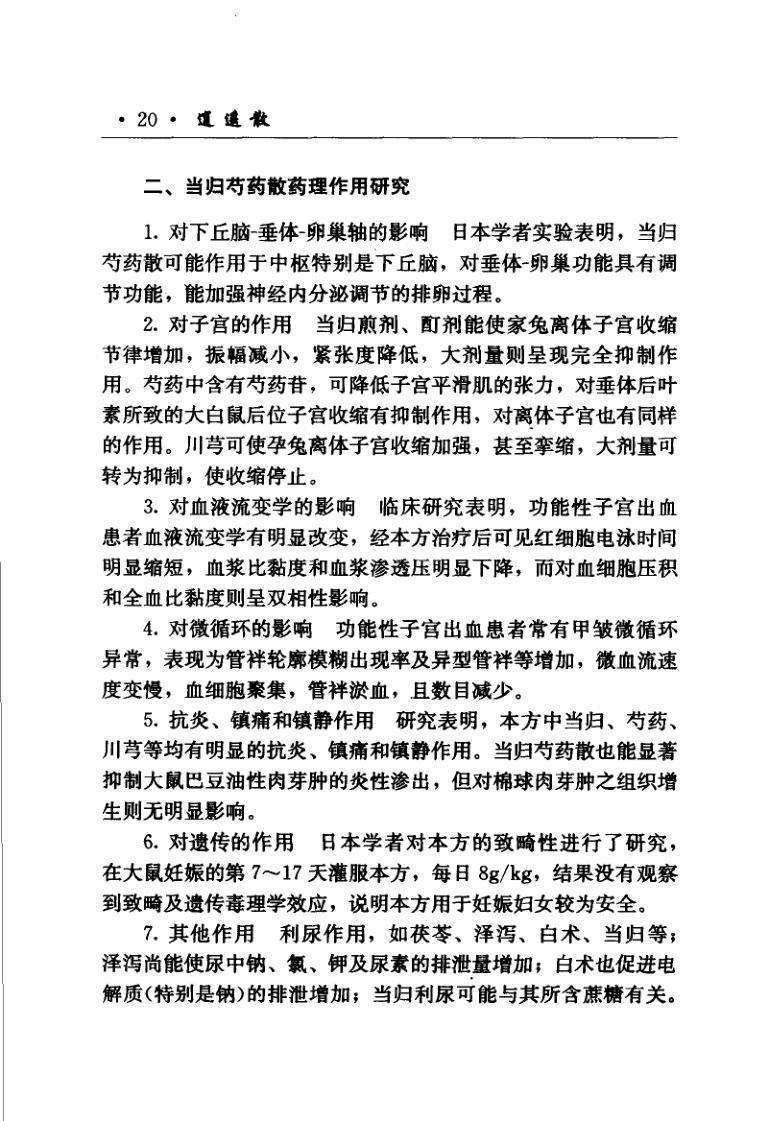 · 20 · 逍遥散
二、当归芍药散药理作用研究
1. 对下丘脑-垂体-卵巢轴的影响 日本学者实验表明，当归
芍药散可能作用于中枢特别是下丘脑，对垂体-卵巢功能具有调
节功能，能加强神经内分泌调节的排卵过程。
2. 对子宫的作用 当归煎剂、酊剂能使家兔离体子宫收缩
节律增加，振幅减小，紧张度降低，大剂量则呈现完全抑制作
用。芍药中含有芍药苷，可降低子宫平滑肌的张力，对垂体后叶
素所致的大白鼠后位子宫收缩有抑制作用，对离体子宫也有同样
的作用。川芎可使孕兔离体子宫收缩加强，甚至挛缩，大剂量可
转为抑制，使收缩停止。
3. 对血液流变学的影响 临床研究表明，功能性子宫出血
患者血液流变学有明显改变，经本方治疗后可见红细胞电泳时间
明显缩短，血浆比黏度和血浆渗透压明显下降，而对血细胞压积
和全血比黏度则呈双相性影响。
4. 对微循环的影响 功能性子宫出血患者常有甲皱微循环
异常，表现为管袢轮廓模糊出现率及异型管袢等增加，微血流速
度变慢，血细胞聚集，管袢淤血，且数目减少。
5. 抗炎、镇痛和镇静作用 研究表明，本方中当归、芍药、
川芎等均有明显的抗炎、镇痛和镇静作用。当归芍药散也能显著
抑制大鼠巴豆油性肉芽肿的炎性渗出，但对棉球肉芽肿之组织增
生则无明显影响。
6. 对遗传的作用 日本学者对本方的致畸性进行了研究，
在大鼠妊娠的第 7～17 天灌服本方，每日 8g/kg，结果没有观察
到致畸及遗传毒理学效应，说明本方用于妊娠妇女较为安全。
7. 其他作用 利尿作用，如茯苓、泽泻、白术、当归等；
泽泻尚能使尿中钠、氯、钾及尿素的排泄量增加；白术也促进电
解质(特别是钠)的排泄增加；当归利尿可能与其所含蔗糖有关。